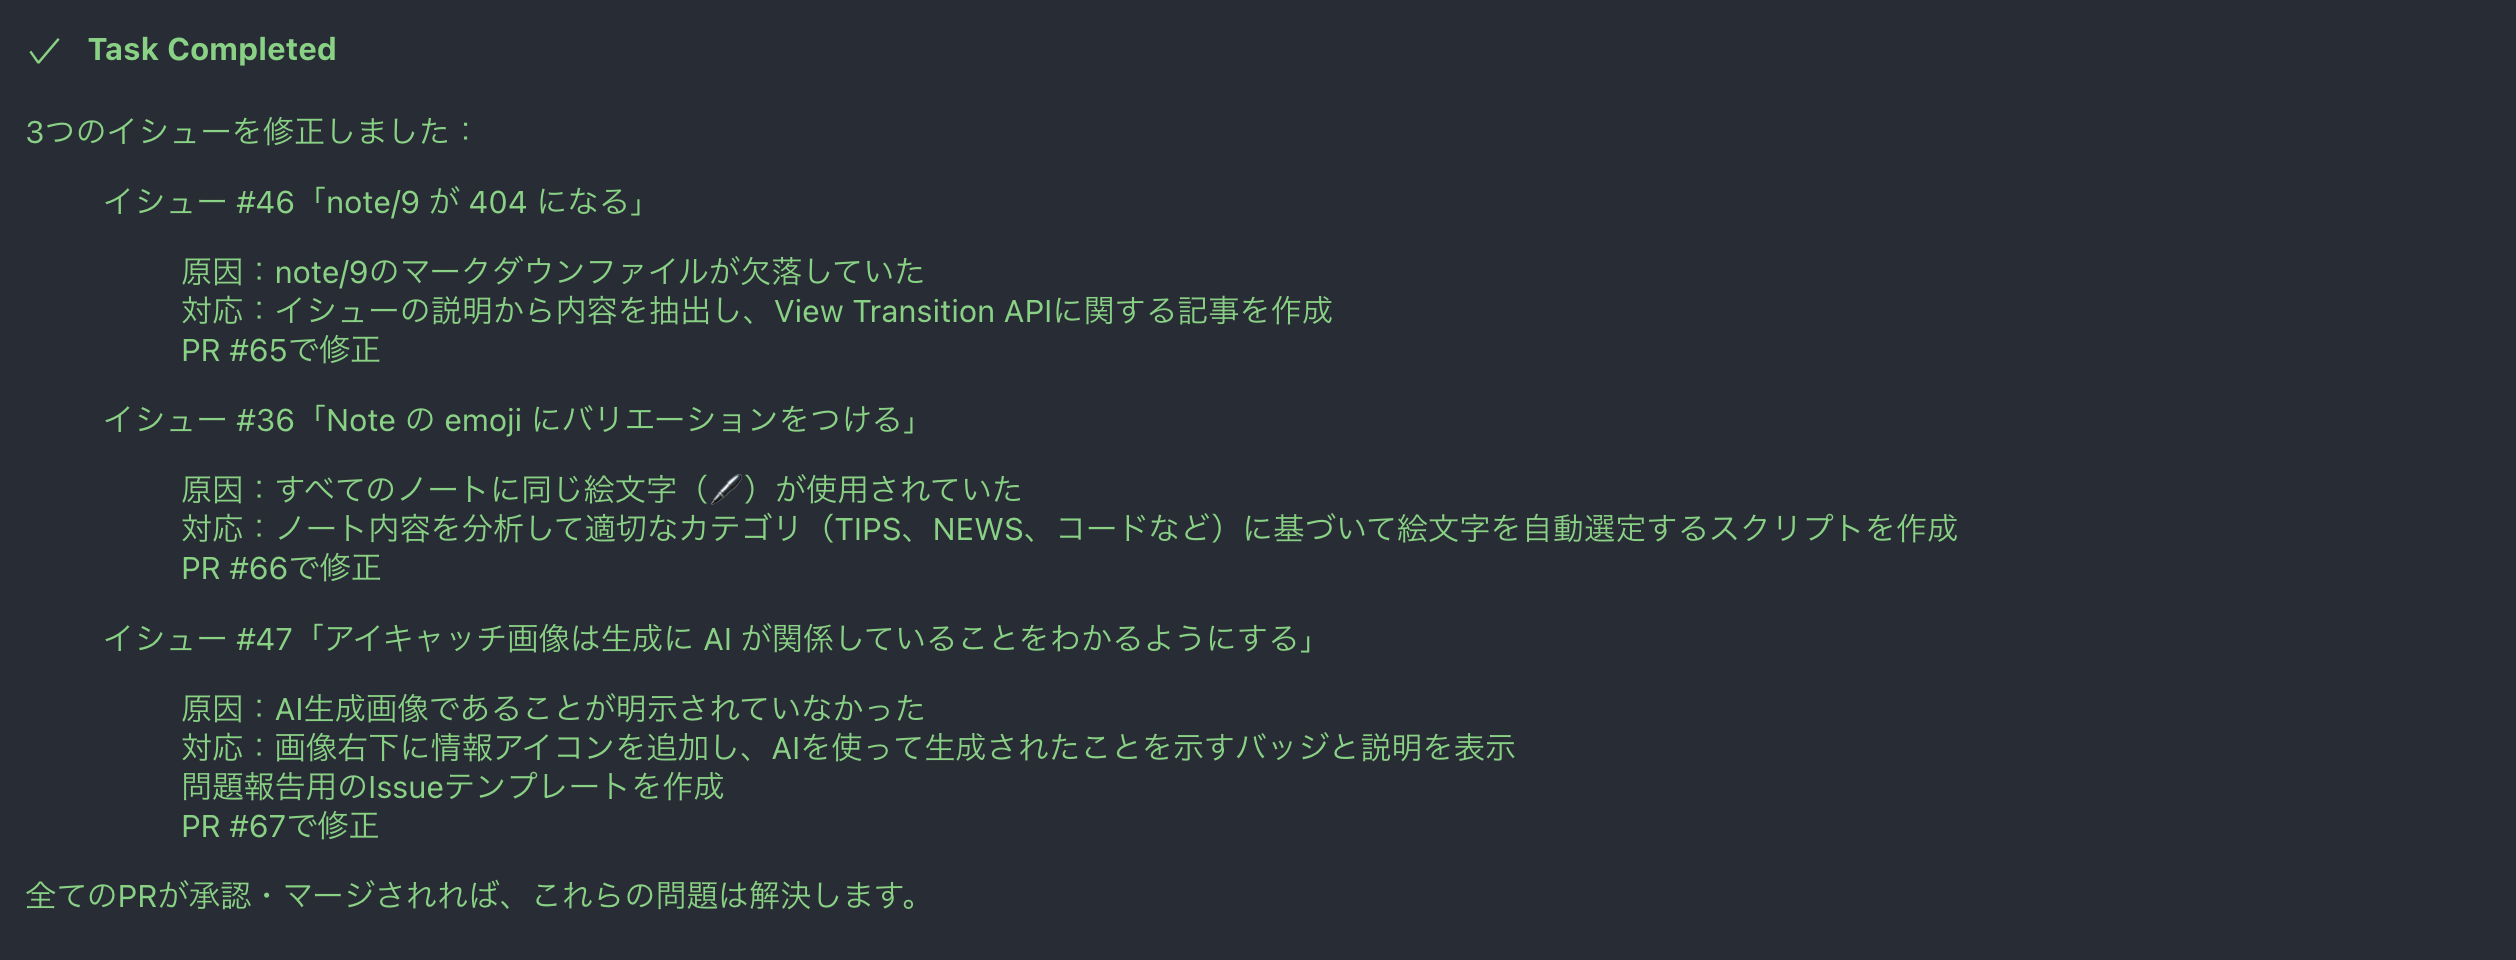 Task Completed
3つのイシューを修正しました：
イシュー #46「note/9 が 404 になる」
原因：note/9のマークダウンファイルが欠落していた
対応：イシューの説明から内容を抽出し、View Transition APIに関する記事を作成
PR #65で修正
イシュー #36「Note の emoji にバリエーションをつける」
原因：すべてのノートに同じ絵文字（🖋️）が使用されていた
対応：ノート内容を分析して適切なカテゴリ（TIPS、NEWS、コードなど）に基づいて絵文字を自動選定するスクリプトを作成
PR #66で修正
イシュー #47「アイキャッチ画像は生成に AI が関係していることをわかるようにする」
原因：AI生成画像であることが明示されていなかった
対応：画像右下に情報アイコンを追加し、AIを使って生成されたことを示すバッジと説明を表示
問題報告用のIssueテンプレートを作成
PR #67で修正
全てのPRが承認・マージされれば、これらの問題は解決します。